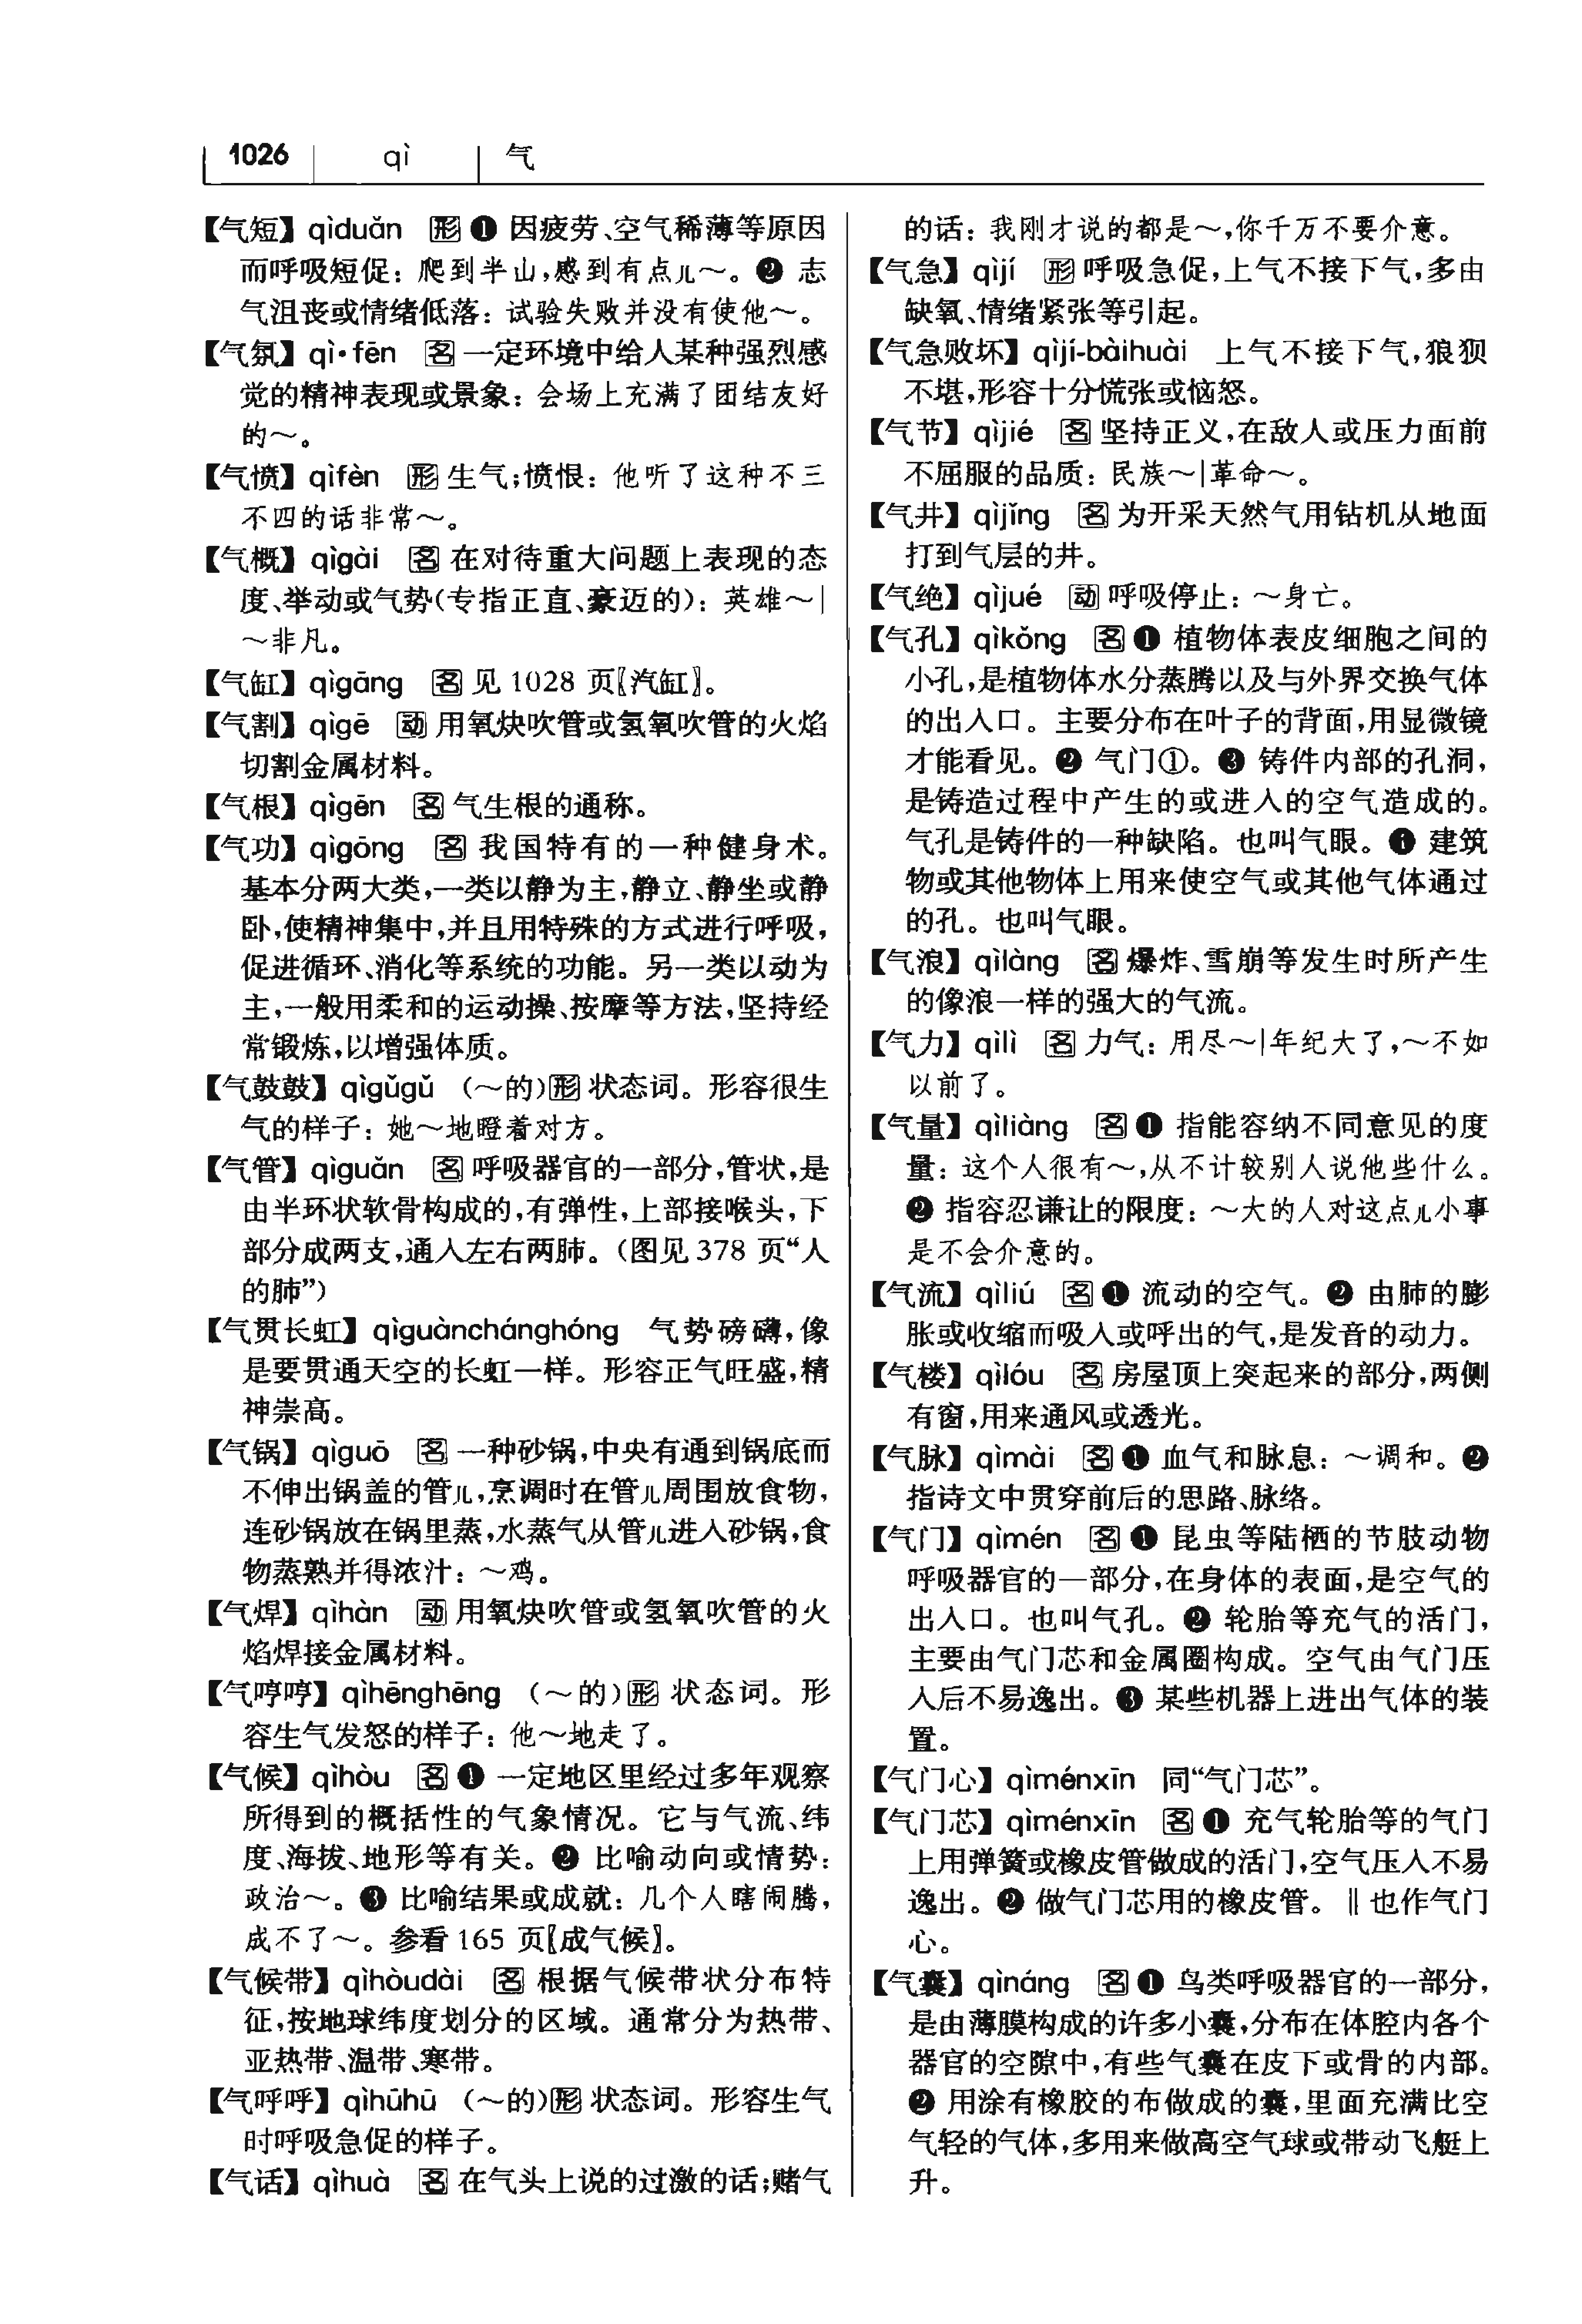 1026 qì 气
【气短】 qìduǎn 形 ❶ 因疲劳、空气稀薄等原因
而呼吸短促：爬到半山，感到有点儿～。❷ 志
气沮丧或情绪低落：试验失败并没有使他～。
【气氛】 qì·fēn 名 一定环境中给人某种强烈感
觉的精神表现或景象：会场上充满了团结友好
的～。
【气愤】 qìfèn 形 生气；愤恨：他听了这种不三
不四的话非常～。
【气概】 qìgài 名 在对待重大问题上表现的态
度、举动或气势（专指正直、豪迈的）：英雄～｜
～非凡。
【气缸】 qìgāng 名 见 1028 页〖汽缸〗。
【气割】 qìgē 动 用氧炔吹管或氢氧吹管的火焰
切割金属材料。
【气根】 qìgēn 名 气生根的通称。
【气功】 qìgōng 名 我国特有的一种健身术。
基本分两大类，一类以静为主，静立、静坐或静
卧，使精神集中，并且用特殊的方式进行呼吸，
促进循环、消化等系统的功能。另一类以动为
主，一般用柔和的运动操、按摩等方法，坚持经
常锻炼，以增强体质。
【气鼓鼓】 qìgǔgǔ （～的）形 状态词。形容很生
气的样子：她～地瞪着对方。
【气管】 qìguǎn 名 呼吸器官的一部分，管状，是
由半环状软骨构成的，有弹性，上部接喉头，下
部分成两支，通入左右两肺。（图见 378 页“人
的肺”）
【气贯长虹】 qìguànchánghóng 气势磅礴，像
是要贯通天空的长虹一样。形容正气旺盛，精
神崇高。
【气锅】 qìguō 名 一种砂锅，中央有通到锅底而
不伸出锅盖的管儿，烹调时在管儿周围放食物，
连砂锅放在锅里蒸，水蒸气从管儿进入砂锅，食
物蒸熟并得浓汁：～鸡。
【气焊】 qìhàn 动 用氧炔吹管或氢氧吹管的火
焰焊接金属材料。
【气哼哼】 qìhēnghēng （～的）形 状态词。形
容生气发怒的样子：他～地走了。
【气候】 qìhòu 名 ❶ 一定地区里经过多年观察
所得到的概括性的气象情况。它与气流、纬
度、海拔、地形等有关。❷ 比喻动向或情势：
政治～。❸ 比喻结果或成就：几个人瞎闹腾，
成不了～。参看 165 页〖成气候〗。
【气候带】 qìhòudài 名 根据气候带状分布特
征，按地球纬度划分的区域。通常分为热带、
亚热带、温带、寒带。
【气呼呼】 qìhūhū （～的）形 状态词。形容生气
时呼吸急促的样子。
【气话】 qìhuà 名 在气头上说的过激的话；赌气
的话：我刚才说的都是～，你千万不要介意。
【气急】 qìjí 形 呼吸急促，上气不接下气，多由
缺氧、情绪紧张等引起。
【气急败坏】 qìjí-bàihuài 上气不接下气，狼狈
不堪，形容十分慌张或恼怒。
【气节】 qìjié 名 坚持正义，在敌人或压力面前
不屈服的品质：民族～｜革命～。
【气井】 qìjǐng 名 为开采天然气用钻机从地面
打到气层的井。
【气绝】 qìjué 动 呼吸停止：～身亡。
【气孔】 qìkǒng 名 ❶ 植物体表皮细胞之间的
小孔，是植物体水分蒸腾以及与外界交换气体
的出入口。主要分布在叶子的背面，用显微镜
才能看见。❷ 气门①。❸ 铸件内部的孔洞，
是铸造过程中产生的或进入的空气造成的。
气孔是铸件的一种缺陷。也叫气眼。❹ 建筑
物或其他物体上用来使空气或其他气体通过
的孔。也叫气眼。
【气浪】 qìlàng 名 爆炸、雪崩等发生时所产生
的像浪一样的强大的气流。
【气力】 qìlì 名 力气：用尽～｜年纪大了，～不如
以前了。
【气量】 qìliàng 名 ❶ 指能容纳不同意见的度
量：这个人很有～，从不计较别人说他些什么。
❷ 指容忍谦让的限度：～大的人对这点儿小事
是不会介意的。
【气流】 qìliú 名 ❶ 流动的空气。❷ 由肺的膨
胀或收缩而吸入或呼出的气，是发音的动力。
【气楼】 qìlóu 名 房屋顶上突起来的部分，两侧
有窗，用来通风或透光。
【气脉】 qìmài 名 ❶ 血气和脉息：～调和。❷
指诗文中贯穿前后的思路、脉络。
【气门】 qìmén 名 ❶ 昆虫等陆栖的节肢动物
呼吸器官的一部分，在身体的表面，是空气的
出入口。也叫气孔。❷ 轮胎等充气的活门，
主要由气门芯和金属圈构成。空气由气门压
入后不易逸出。❸ 某些机器上进出气体的装
置。
【气门心】 qìménxīn 同“气门芯”。
【气门芯】 qìménxīn 名 ❶ 充气轮胎等的气门
上用弹簧或橡皮管做成的活门，空气压入不易
逸出。❷ 做气门芯用的橡皮管。‖ 也作气门
心。
【气囊】 qìnáng 名 ❶ 鸟类呼吸器官的一部分，
是由薄膜构成的许多小囊，分布在体腔内各个
器官的空隙中，有些气囊在皮下或骨的内部。
❷ 用涂有橡胶的布做成的囊，里面充满比空
气轻的气体，多用来做高空气球或带动飞艇上
升。